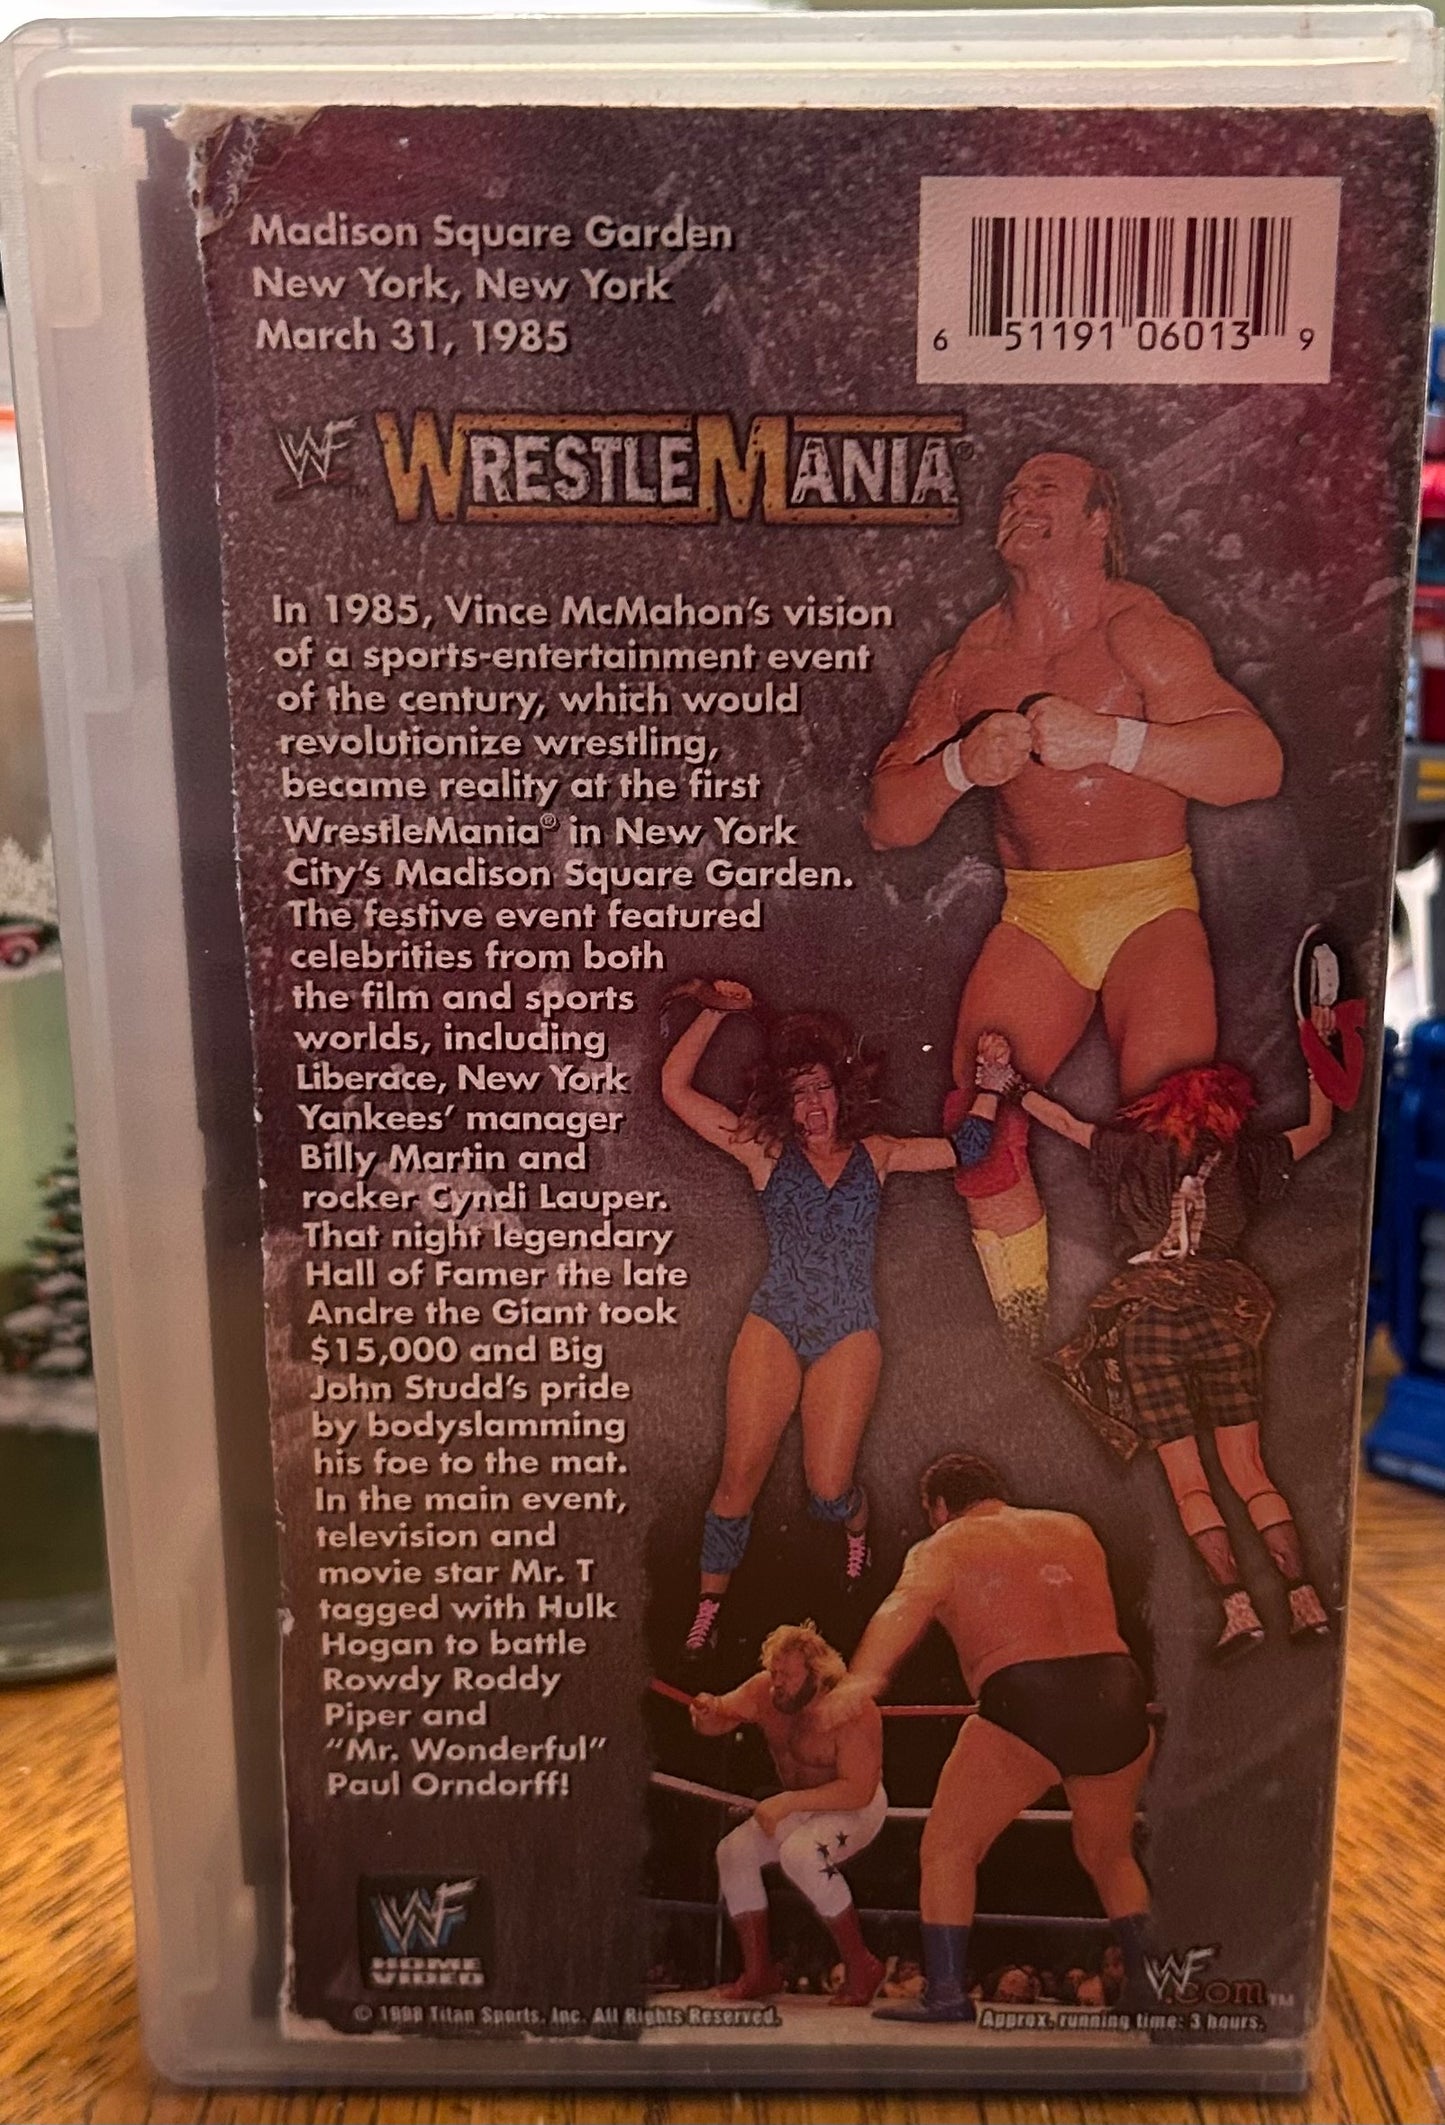 Madison Square Garden
New York, New York
March 31, 1985
6 51191 06013 9
WF ™ WRESTLEMANIA®
In 1985, Vince McMahon's vision
of a sports-entertainment event
of the century, which would
revolutionize wrestling,
became reality at the first
WrestleMania® in New York
City's Madison Square Garden.
The festive event featured
celebrities from both
the film and sports
worlds, including
Liberace, New York
Yankees' manager
Billy Martin and
rocker Cyndi Lauper.
That night legendary
Hall of Famer the late
Andre the Giant took
$15,000 and Big
John Studd's pride
by bodyslamming
his foe to the mat.
In the main event,
television and
movie star Mr. T
tagged with Hulk
Hogan to battle
Rowdy Roddy
Piper and
"Mr. Wonderful"
Paul Orndorff!
WF
HOME
VIDEO
WF
.com™
© 1998 Titan Sports, Inc. All Rights Reserved.
Approx. running time: 3 hours.